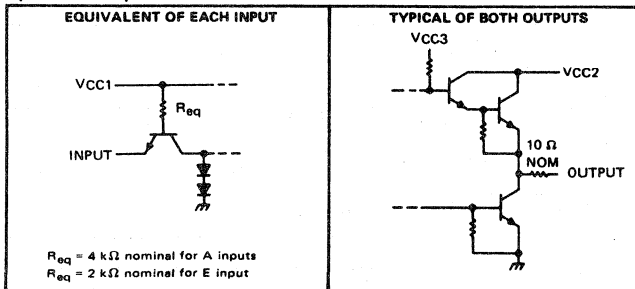 EQUIVALENT OF EACH INPUT
VCC1
Req
INPUT
Req = 4 kΩ nominal for A inputs
Req = 2 kΩ nominal for E input
TYPICAL OF BOTH OUTPUTS
VCC3
VCC2
10 Ω
NOM
OUTPUT